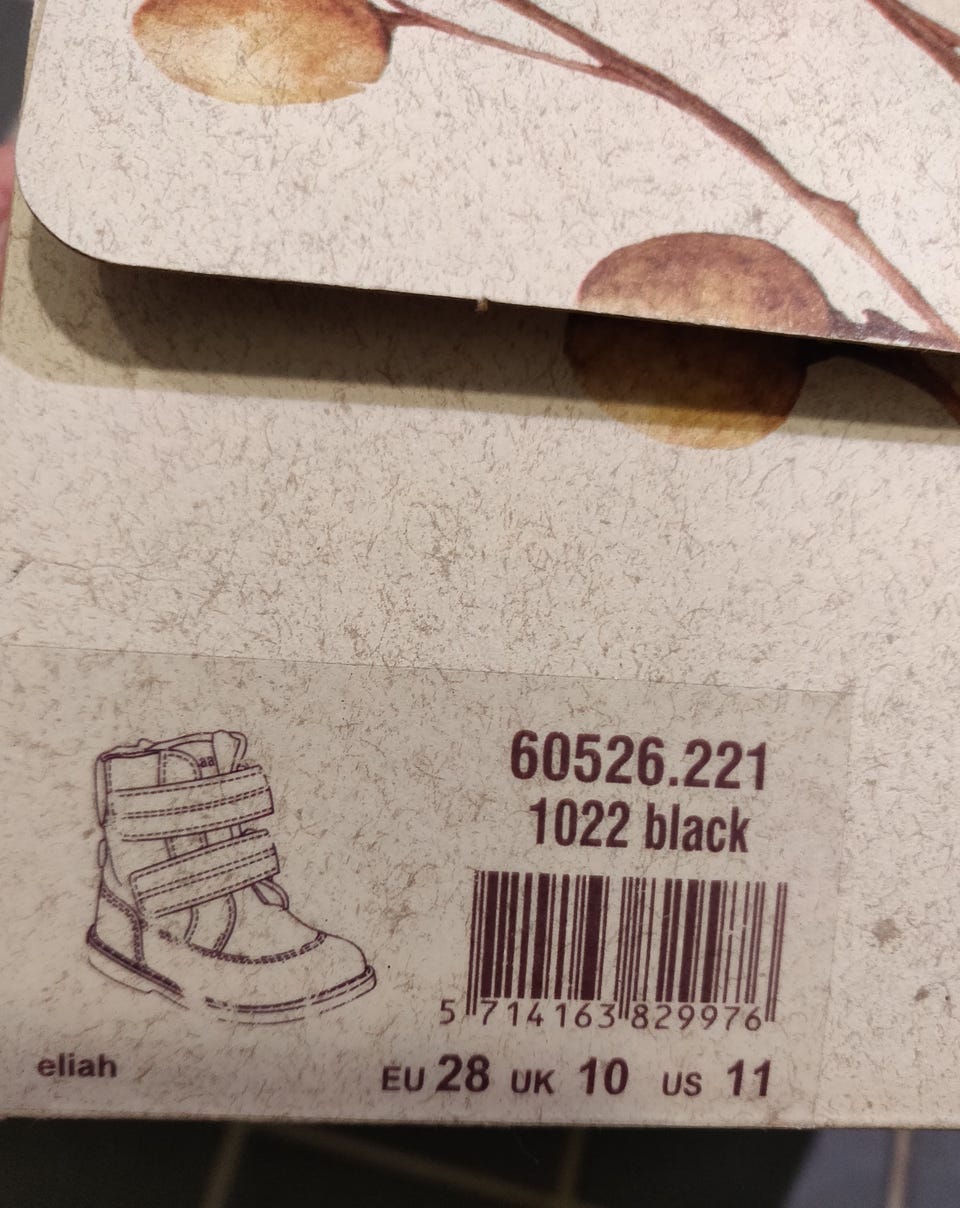 60526.221
1022 black
5 714163 829976
eliah
EU 28 UK 10 US 11